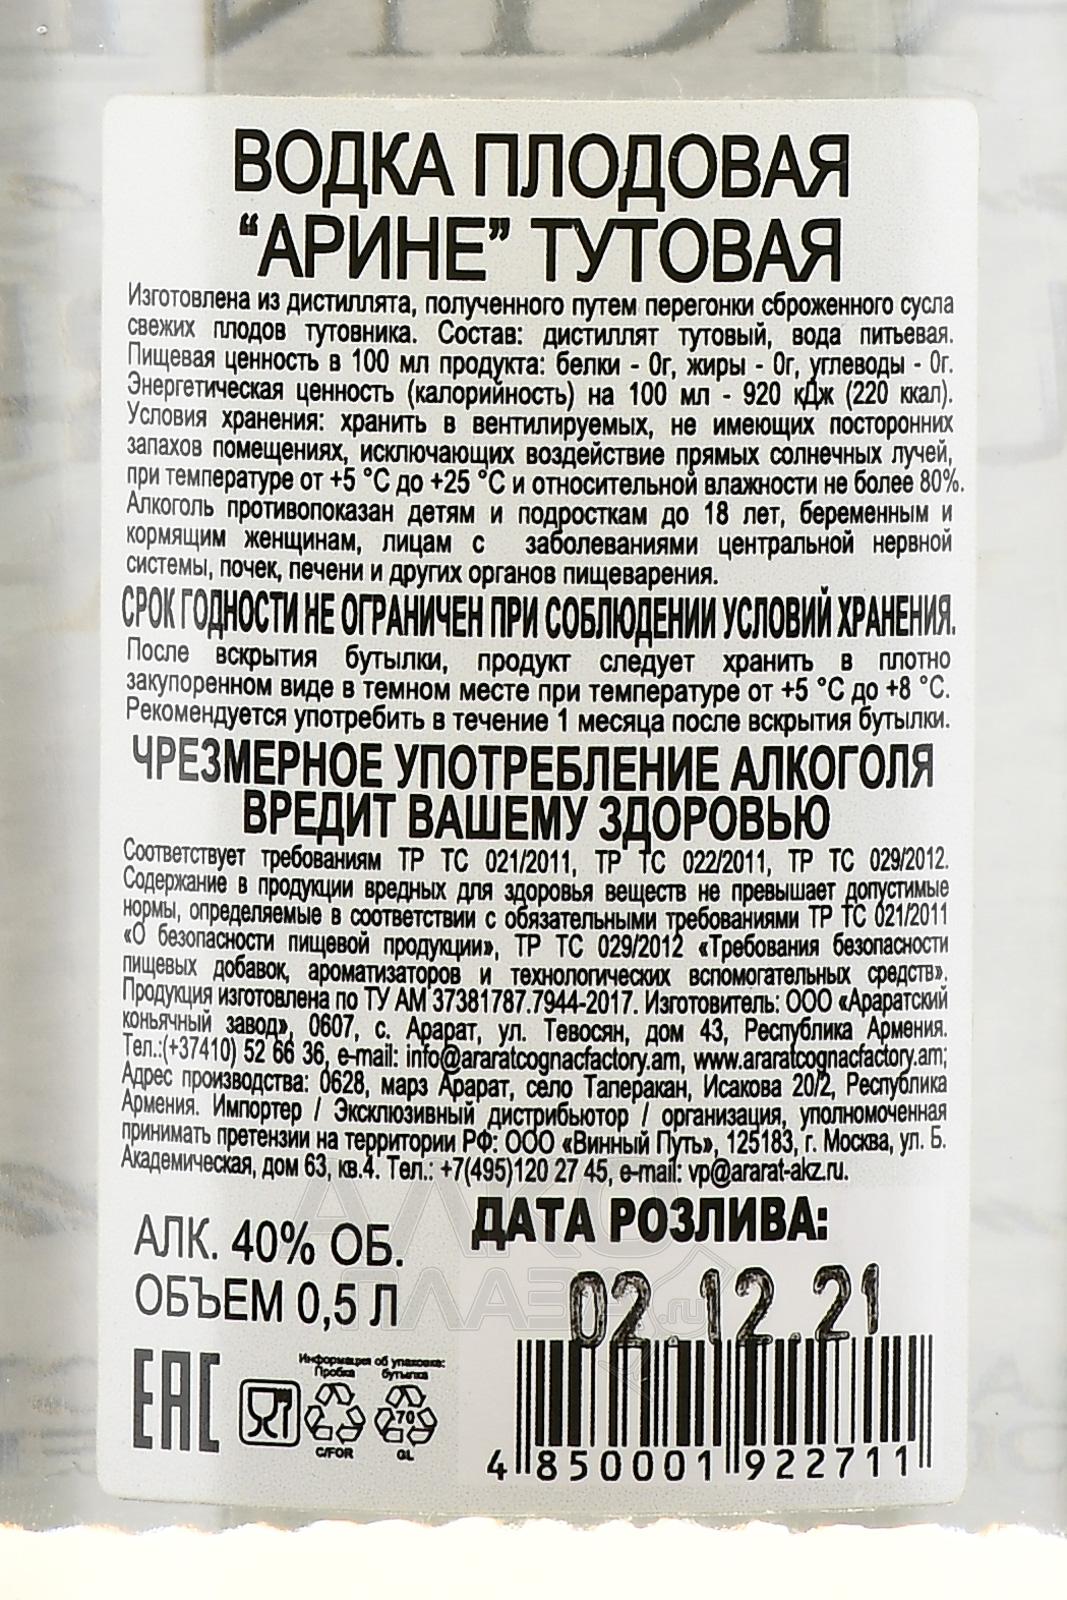 ВОДКА ПЛОДОВАЯ
“АРИНЕ” ТУТОВАЯ
Изготовлена из дистиллята, полученного путем перегонки сброженного сусла
свежих плодов тутовника. Состав: дистиллят тутовый, вода питьевая.
Пищевая ценность в 100 мл продукта: белки - 0г, жиры - 0г, углеводы - 0г.
Энергетическая ценность (калорийность) на 100 мл - 920 кДж (220 ккал).
Условия хранения: хранить в вентилируемых, не имеющих посторонних
запахов помещениях, исключающих воздействие прямых солнечных лучей,
при температуре от +5 °С до +25 °С и относительной влажности не более 80%.
Алкоголь противопоказан детям и подросткам до 18 лет, беременным и
кормящим женщинам, лицам с заболеваниями центральной нервной
системы, почек, печени и других органов пищеварения.
СРОК ГОДНОСТИ НЕ ОГРАНИЧЕН ПРИ СОБЛЮДЕНИИ УСЛОВИЙ ХРАНЕНИЯ.
После вскрытия бутылки, продукт следует хранить в плотно
закупоренном виде в темном месте при температуре от +5 °С до +8 °С.
Рекомендуется употребить в течение 1 месяца после вскрытия бутылки.
ЧРЕЗМЕРНОЕ УПОТРЕБЛЕНИЕ АЛКОГОЛЯ
ВРЕДИТ ВАШЕМУ ЗДОРОВЬЮ
Соответствует требованиям ТР ТС 021/2011, ТР ТС 022/2011, ТР ТС 029/2012.
Содержание в продукции вредных для здоровья веществ не превышает допустимые
нормы, определяемые в соответствии с обязательными требованиями ТР ТС 021/2011
«О безопасности пищевой продукции», ТР ТС 029/2012 «Требования безопасности
пищевых добавок, ароматизаторов и технологических вспомогательных средств».
Продукция изготовлена по ТУ АМ 37381787.7944-2017. Изготовитель: ООО «Араратский
коньячный завод», 0607, с. Арарат, ул. Тевосян, дом 43, Республика Армения.
Тел.:(+37410) 52 66 36, e-mail: info@araratcognacfactory.am, www.araratcognacfactory.am;
Адрес производства: 0628, марз Арарат, село Таперакан, Исакова 20/2, Республика
Армения. Импортер / Эксклюзивный дистрибьютор / организация, уполномоченная
принимать претензии на территории РФ: ООО «Винный Путь», 125183, г. Москва, ул. Б.
Академическая, дом 63, кв.4. Тел.: +7(495)120 27 45, e-mail: vp@ararat-akz.ru.
АЛК. 40% ОБ.
ОБЪЕМ 0,5 Л
ДАТА РОЗЛИВА:
02.12.21
АЛКО
ПЛАЗА.ru
EAC
Информация об упаковке:
Пробка бутылка
70
C/FOR GL
4 850001 922711